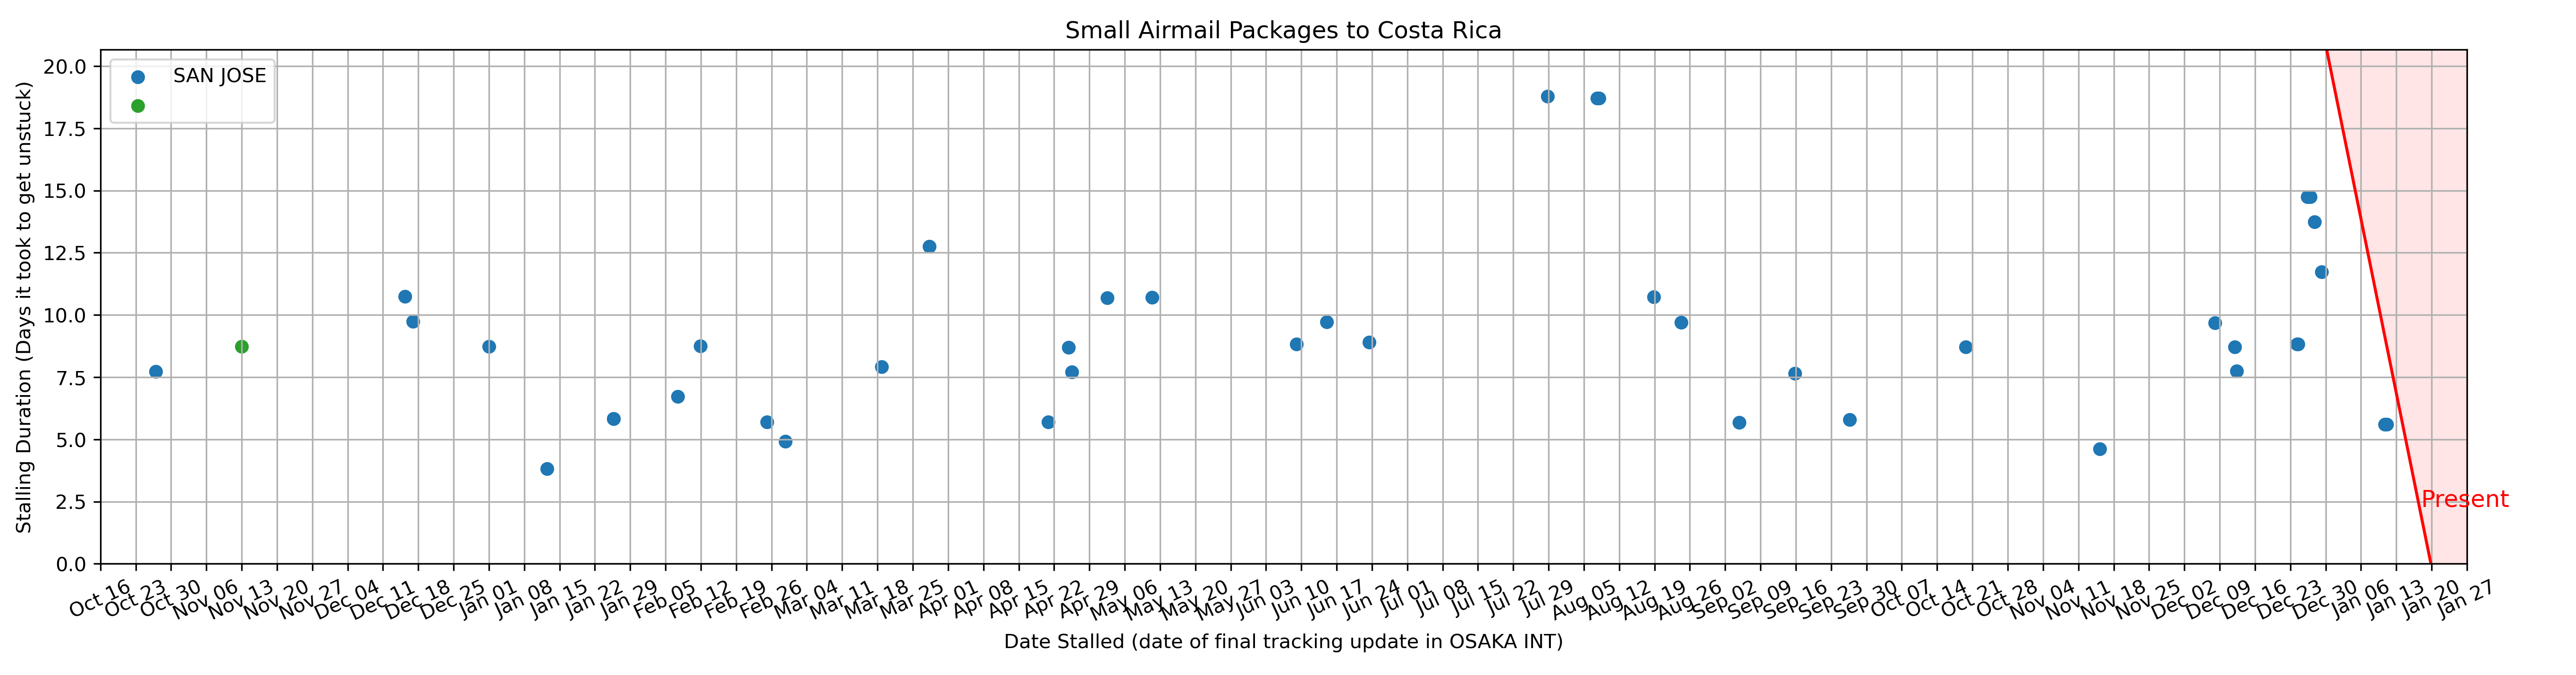 Small Airmail Packages to Costa Rica
SAN JOSE
Stalling Duration (Days it took to get unstuck)
20.0
17.5
15.0
12.5
10.0
7.5
5.0
2.5
0.0
Present
Oct 16 Oct 23 Oct 30 Nov 06 Nov 13 Nov 20 Nov 27 Dec 04 Dec 11 Dec 18 Dec 25 Jan 01 Jan 08 Jan 15 Jan 22 Jan 29 Feb 05 Feb 12 Feb 19 Feb 26 Mar 04 Mar 11 Mar 18 Mar 25 Apr 01 Apr 08 Apr 15 Apr 22 Apr 29 May 06 May 13 May 20 May 27 Jun 03 Jun 10 Jun 17 Jun 24 Jul 01 Jul 08 Jul 15 Jul 22 Jul 29 Aug 05 Aug 12 Aug 19 Aug 26 Sep 02 Sep 09 Sep 16 Sep 23 Sep 30 Oct 07 Oct 14 Oct 21 Oct 28 Nov 04 Nov 11 Nov 18 Nov 25 Dec 02 Dec 09 Dec 16 Dec 23 Dec 30 Jan 06 Jan 13 Jan 20 Jan 27
Date Stalled (date of final tracking update in OSAKA INT)